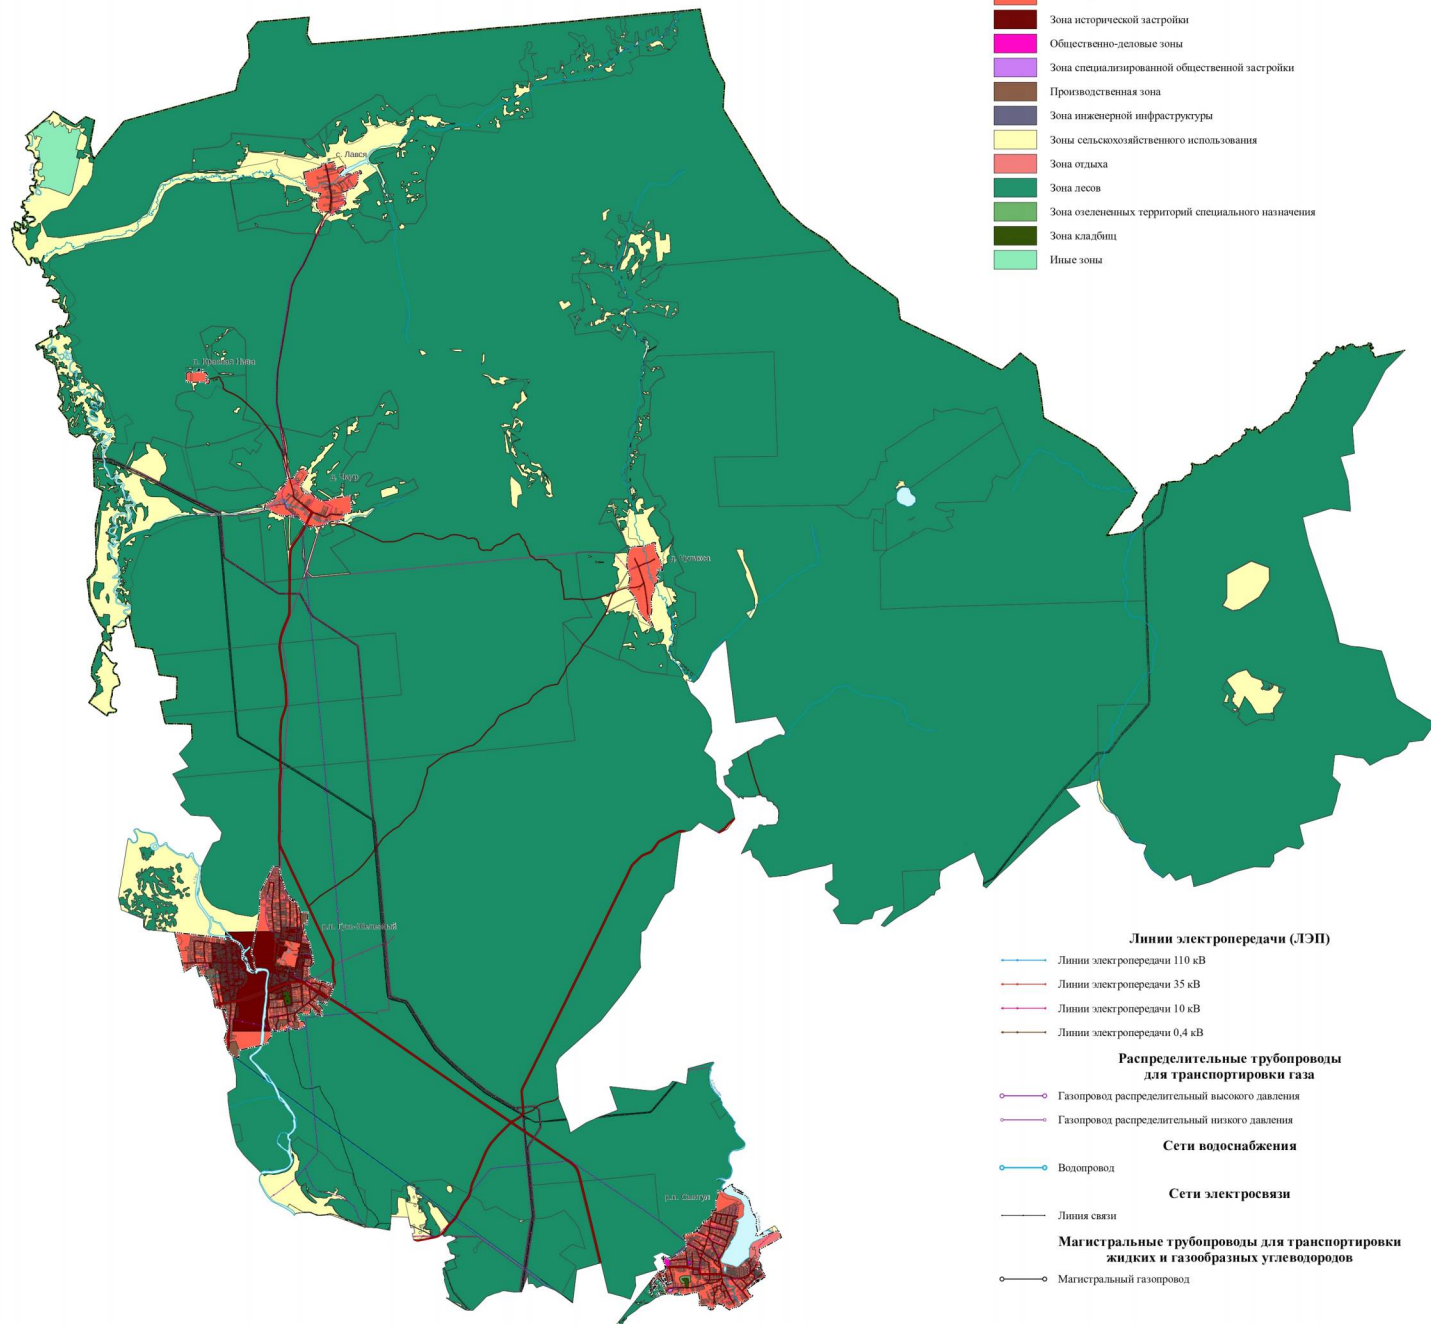 Зона исторической застройки
Общественно-деловые зоны
Зона специализированной общественной застройки
Производственная зона
Зона инженерной инфраструктуры
Зоны сельскохозяйственного использования
Зона отдыха
Зона лесов
Зона озелененных территорий специального назначения
Зона кладбищ
Иные зоны
с. Лався
р.п. Гусь-Железный
р.п. Сынтул
Линии электропередачи (ЛЭП)
Линии электропередачи 110 кВ
Линии электропередачи 35 кВ
Линии электропередачи 10 кВ
Линии электропередачи 0,4 кВ
Распределительные трубопроводы
для транспортировки газа
Газопровод распределительный высокого давления
Газопровод распределительный низкого давления
Сети водоснабжения
Водопровод
Сети электросвязи
Линия связи
Магистральные трубопроводы для транспортировки
жидких и газообразных углеводородов
Магистральный газопровод